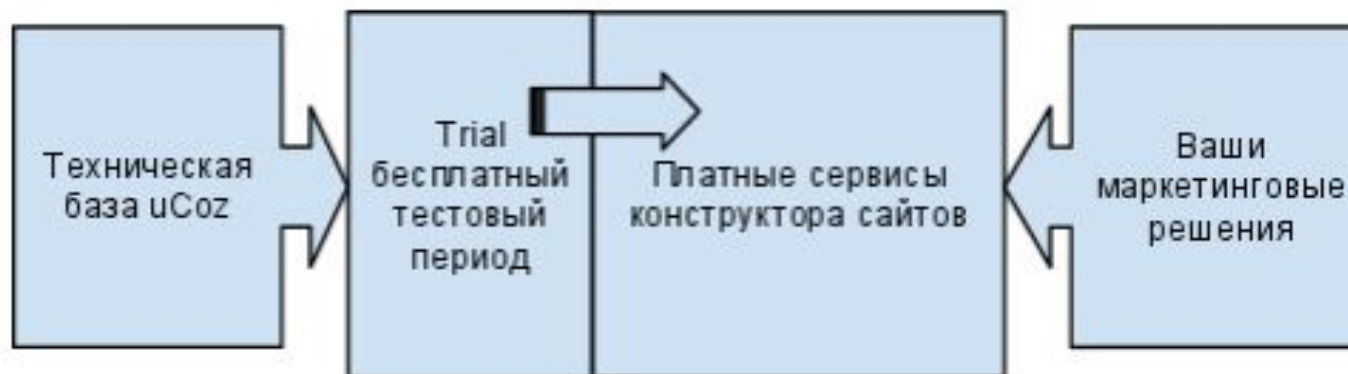 Техническая
база uCoz
Trial
бесплатный
тестовый
период
Платные сервисы
конструктора сайтов
Ваши
маркетинговые
решения